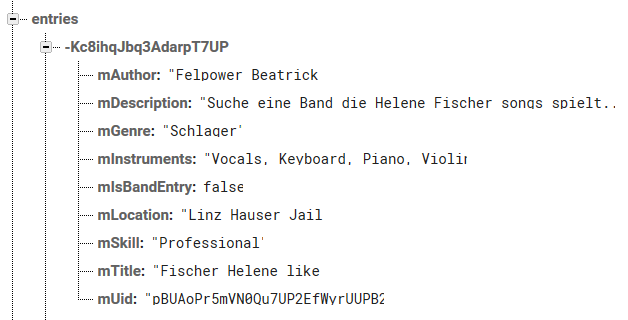 entries
-Kc8ihqJbq3AdarpT7UP
mAuthor: "Felpower Beatrick
mDescription: "Suche eine Band die Helene Fischer songs spielt..
mGenre: "Schlager"
mInstruments: "Vocals, Keyboard, Piano, Violin
mIsBandEntry: false
mLocation: "Linz Hauser Jail
mSkill: "Professional"
mTitle: "Fischer Helene like
mUid: "pBUAoPr5mVN0Qu7UP2EfWyrUUPB2